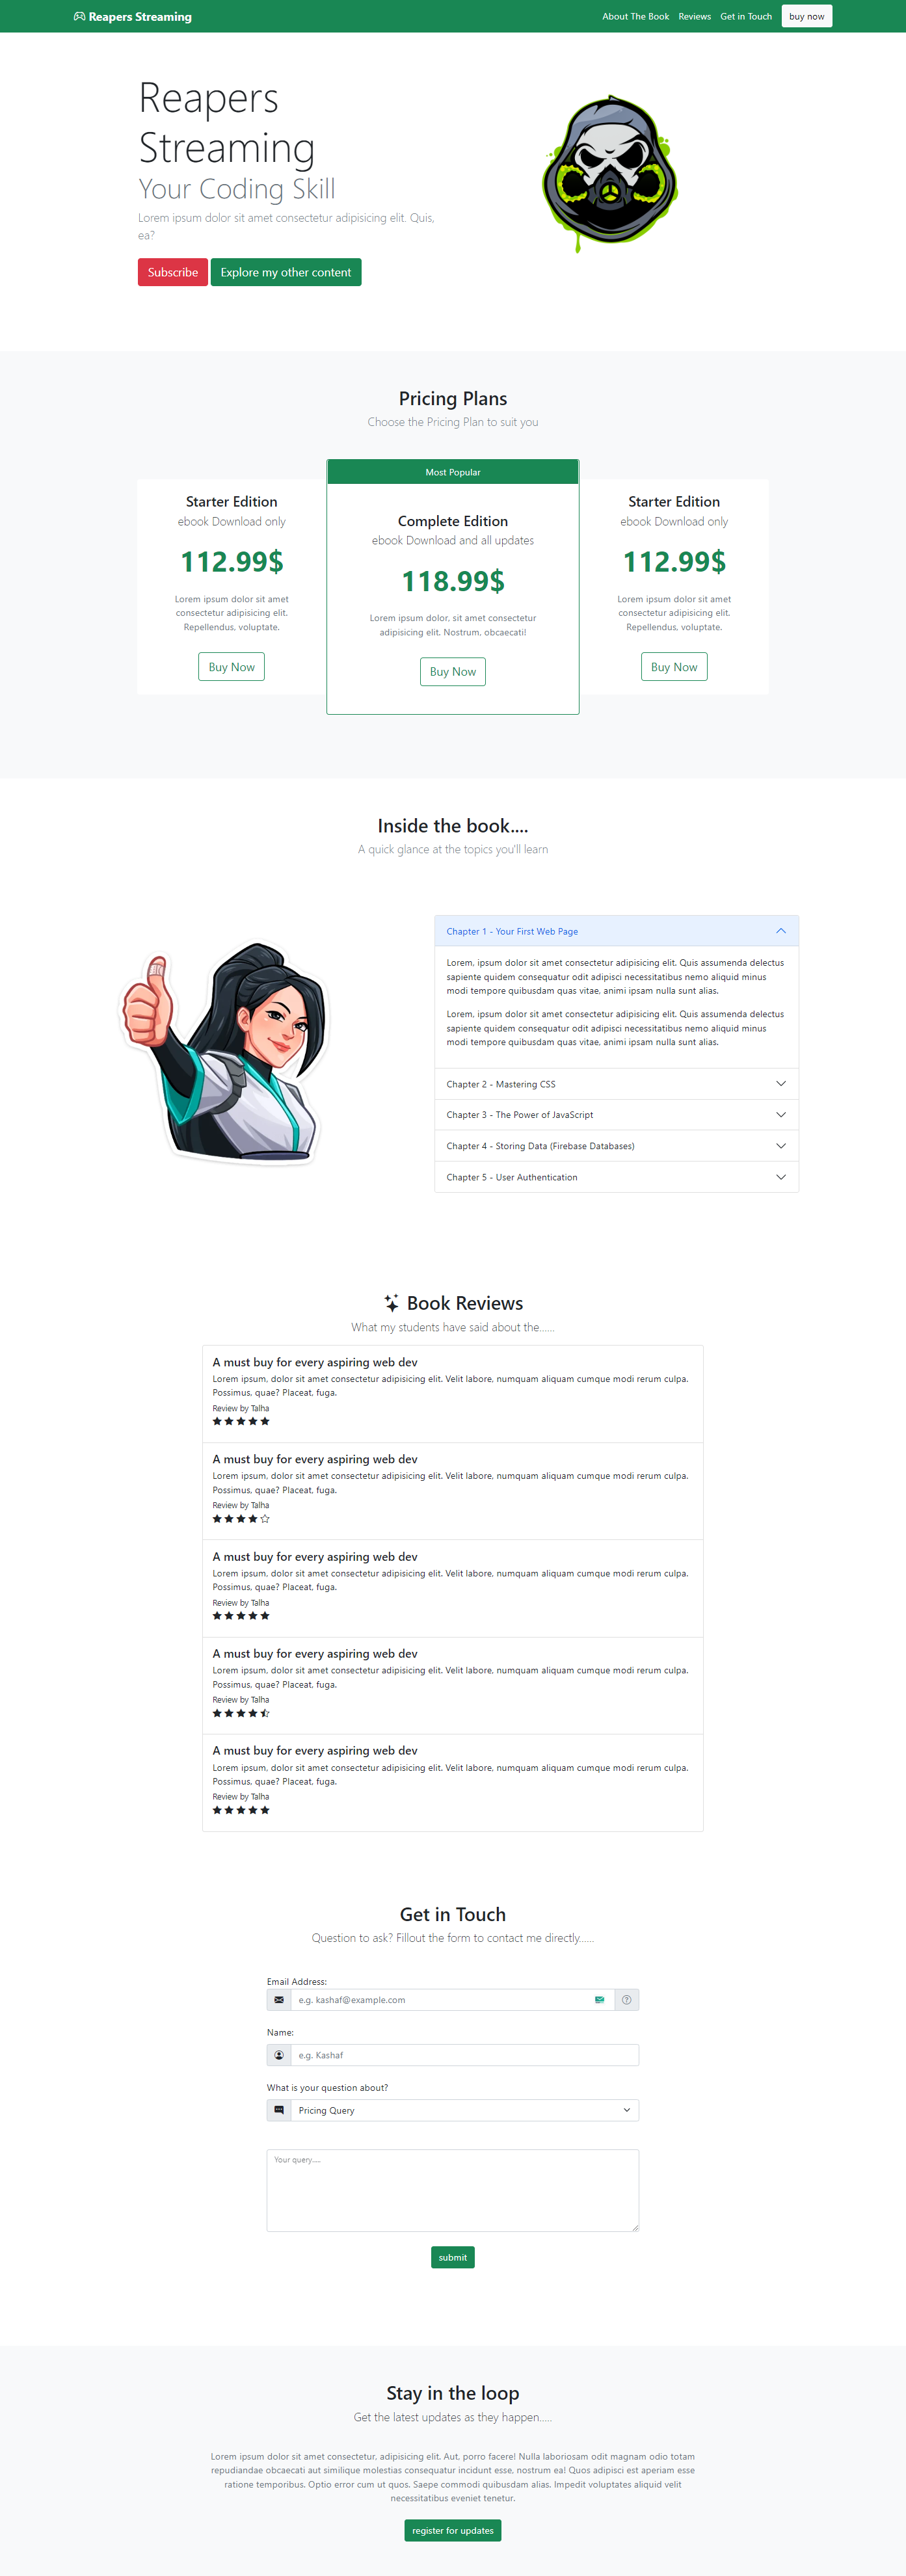 Reapers Streaming
About The Book
Reviews
Get in Touch
buy now
Reapers
Streaming
Your Coding Skill
Lorem ipsum dolor sit amet consectetur adipisicing elit. Quis,
ea?
Subscribe
Explore my other content
Pricing Plans
Choose the Pricing Plan to suit you
Starter Edition
ebook Download only
112.99$
Lorem ipsum dolor sit amet
consectetur adipisicing elit.
Repellendus, voluptate.
Buy Now
Most Popular
Complete Edition
ebook Download and all updates
118.99$
Lorem ipsum dolor, sit amet consectetur
adipisicing elit. Nostrum, obcaecati!
Buy Now
Starter Edition
ebook Download only
112.99$
Lorem ipsum dolor sit amet
consectetur adipisicing elit.
Repellendus, voluptate.
Buy Now
Inside the book....
A quick glance at the topics you'll learn
Chapter 1 - Your First Web Page
Lorem, ipsum dolor sit amet consectetur adipisicing elit. Quis assumenda delectus
sapiente quidem consequatur odit adipisci necessitatibus nemo aliquid minus
modi tempore quibusdam quas vitae, animi ipsam nulla sunt alias.
Lorem, ipsum dolor sit amet consectetur adipisicing elit. Quis assumenda delectus
sapiente quidem consequatur odit adipisci necessitatibus nemo aliquid minus
modi tempore quibusdam quas vitae, animi ipsam nulla sunt alias.
Chapter 2 - Mastering CSS
Chapter 3 - The Power of JavaScript
Chapter 4 - Storing Data (Firebase Databases)
Chapter 5 - User Authentication
Book Reviews
What my students have said about the......
A must buy for every aspiring web dev
Lorem ipsum, dolor sit amet consectetur adipisicing elit. Velit labore, numquam aliquam cumque modi rerum culpa.
Possimus, quae? Placeat, fuga.
Review by Talha
A must buy for every aspiring web dev
Lorem ipsum, dolor sit amet consectetur adipisicing elit. Velit labore, numquam aliquam cumque modi rerum culpa.
Possimus, quae? Placeat, fuga.
Review by Talha
A must buy for every aspiring web dev
Lorem ipsum, dolor sit amet consectetur adipisicing elit. Velit labore, numquam aliquam cumque modi rerum culpa.
Possimus, quae? Placeat, fuga.
Review by Talha
A must buy for every aspiring web dev
Lorem ipsum, dolor sit amet consectetur adipisicing elit. Velit labore, numquam aliquam cumque modi rerum culpa.
Possimus, quae? Placeat, fuga.
Review by Talha
A must buy for every aspiring web dev
Lorem ipsum, dolor sit amet consectetur adipisicing elit. Velit labore, numquam aliquam cumque modi rerum culpa.
Possimus, quae? Placeat, fuga.
Review by Talha
Get in Touch
Question to ask? Fillout the form to contact me directly......
Email Address:
e.g. kashaf@example.com
Name:
e.g. Kashaf
What is your question about?
Pricing Query
Your query.....
submit
Stay in the loop
Get the latest updates as they happen.....
Lorem ipsum dolor sit amet consectetur, adipisicing elit. Aut, porro facere! Nulla laboriosam odit magnam odio totam
repudiandae obcaecati aut similique molestias consequatur incidunt esse, nostrum ea! Quos adipisci est aperiam esse
ratione temporibus. Optio error cum ut quos. Saepe commodi quibusdam alias. Impedit voluptates aliquid velit
necessitatibus eveniet tenetur.
register for updates